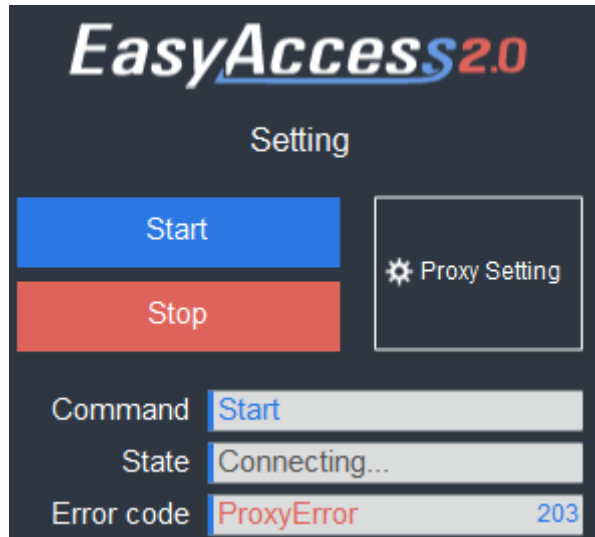 EasyAccess2.0
Setting
Start
Stop
Proxy Setting
Command Start
State Connecting...
Error code ProxyError 203